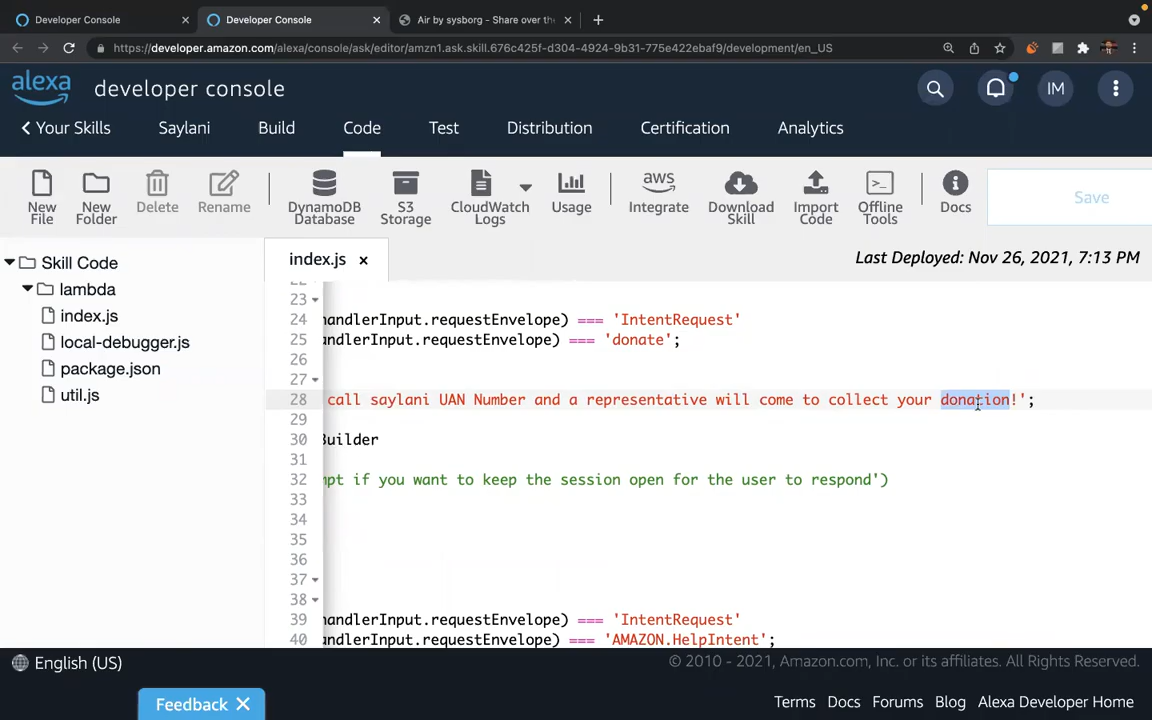 Developer Console ×
Developer Console ×
Air by sysborg - Share over the ×
+
https://developer.amazon.com/alexa/console/ask/editor/amzn1.ask.skill.676c425f-d304-4924-9b31-775e422ebaf9/development/en_US
alexa developer console
IM
Your Skills
Saylani
Build
Code
Test
Distribution
Certification
Analytics
New File
New Folder
Delete
Rename
DynamoDB Database
S3 Storage
CloudWatch Logs
Usage
aws Integrate
Download Skill
Import Code
Offline Tools
Docs
Save
Skill Code
lambda
index.js
local-debugger.js
package.json
util.js
index.js ×
Last Deployed: Nov 26, 2021, 7:13 PM
22
23
24 handlerInput.requestEnvelope) === 'IntentRequest'
25 andlerInput.requestEnvelope) === 'donate';
26
27
28 call saylani UAN Number and a representative will come to collect your donation!';
29
30 Builder
31
32 mpt if you want to keep the session open for the user to respond')
33
34
35
36
37
38
39 handlerInput.requestEnvelope) === 'IntentRequest'
40 andlerInput.requestEnvelope) === 'AMAZON.HelpIntent';
English (US)
© 2010 - 2021, Amazon.com, Inc. or its affiliates. All Rights Reserved.
Feedback ×
Terms
Docs
Forums
Blog
Alexa Developer Home